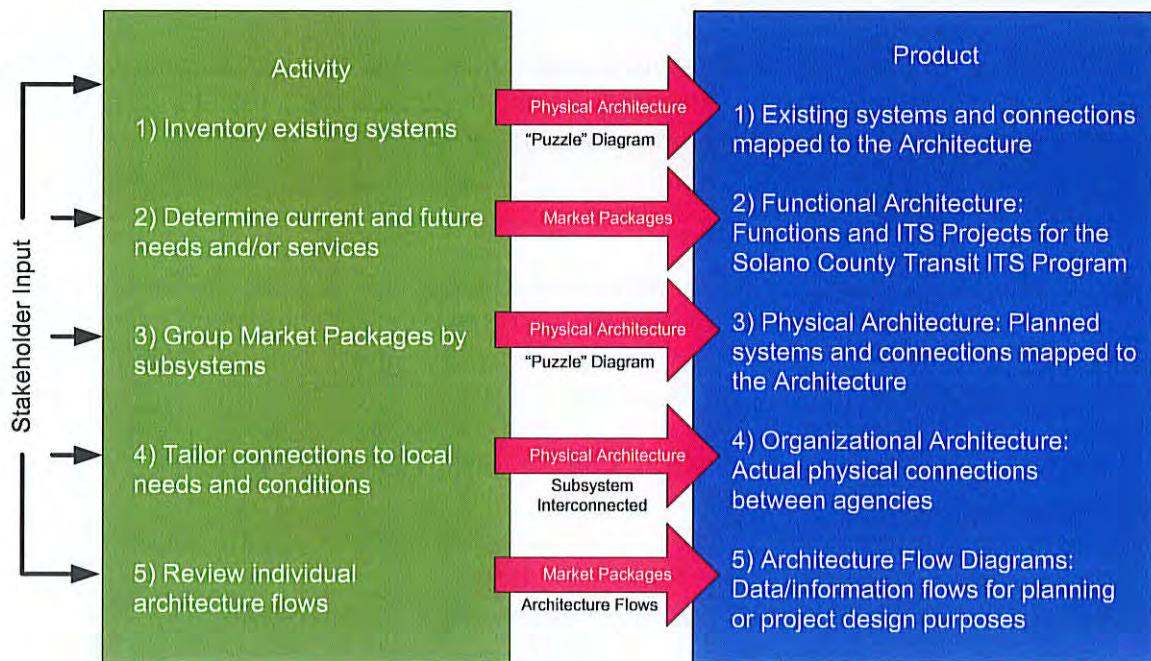 Stakeholder Input
Activity
1) Inventory existing systems
2) Determine current and future
needs and/or services
3) Group Market Packages by
subsystems
4) Tailor connections to local
needs and conditions
5) Review individual
architecture flows
Physical Architecture
"Puzzle" Diagram
Market Packages
Physical Architecture
"Puzzle" Diagram
Physical Architecture
Subsystem
Interconnected
Market Packages
Architecture Flows
Product
1) Existing systems and connections
mapped to the Architecture
2) Functional Architecture:
Functions and ITS Projects for the
Solano County Transit ITS Program
3) Physical Architecture: Planned
systems and connections mapped to
the Architecture
4) Organizational Architecture:
Actual physical connections
between agencies
5) Architecture Flow Diagrams:
Data/information flows for planning
or project design purposes